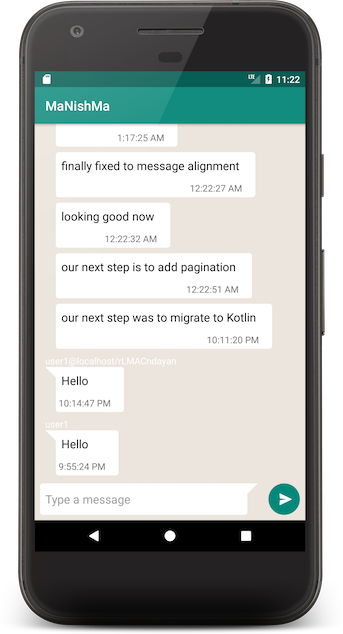 LTE 11:22
MaNishMa
1:17:25 AM
finally fixed to message alignment
12:22:27 AM
looking good now
12:22:32 AM
our next step is to add pagination
12:22:51 AM
our next step was to migrate to Kotlin
10:11:20 PM
user1@localhost/rLMACndayan
Hello
10:14:47 PM
user1
Hello
9:55:24 PM
Type a message